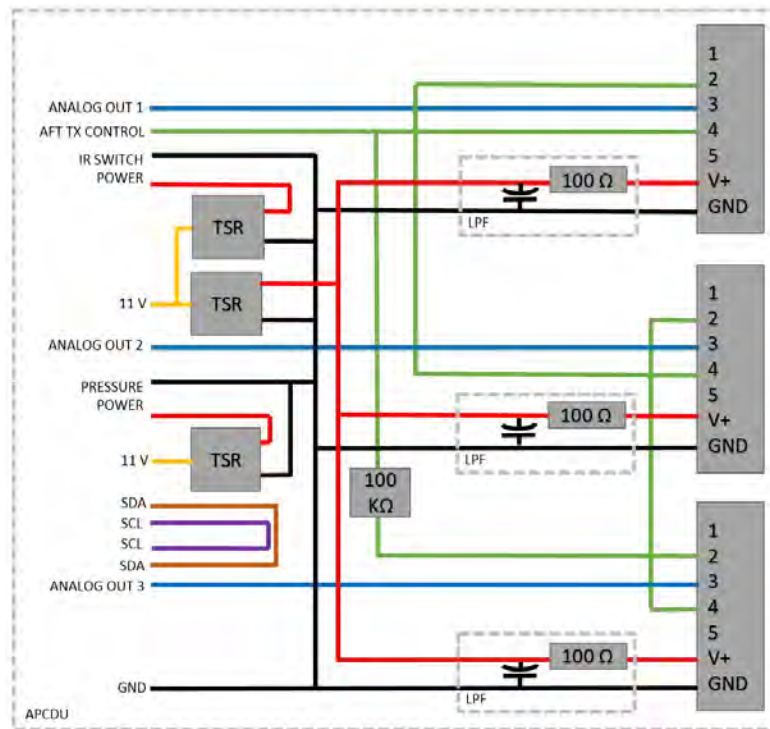 ANALOG OUT 1
AFT TX CONTROL
IR SWITCH
POWER
TSR
11 V
TSR
ANALOG OUT 2
PRESSURE
POWER
11 V
TSR
SDA
SCL
SCL
SDA
ANALOG OUT 3
GND
APCDU
100
KΩ
100 Ω
LPF
1
2
3
4
5
V+
GND
100 Ω
LPF
1
2
3
4
5
V+
GND
100 Ω
LPF
1
2
3
4
5
V+
GND